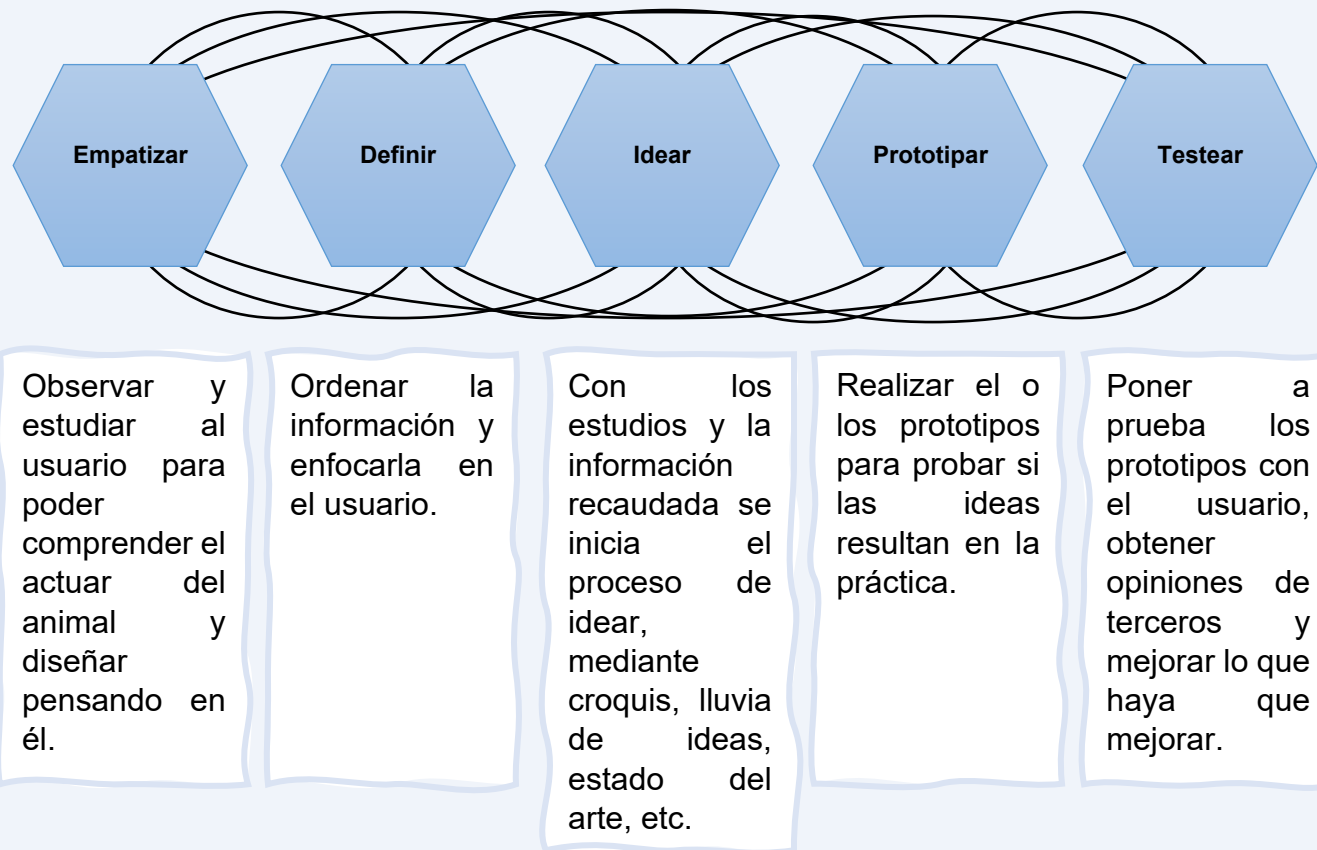 Empatizar
Definir
Idear
Prototipar
Testear
Observar y
estudiar al
usuario para
poder
comprender el
actuar del
animal y
diseñar
pensando en
él.
Ordenar la
información y
enfocarla en
el usuario.
Con los
estudios y la
información
recaudada se
inicia el
proceso de
idear,
mediante
croquis, lluvia
de ideas,
estado del
arte, etc.
Realizar el o
los prototipos
para probar si
las ideas
resultan en la
práctica.
Poner a
prueba los
prototipos con
el usuario,
obtener
opiniones de
terceros y
mejorar lo que
haya que
mejorar.